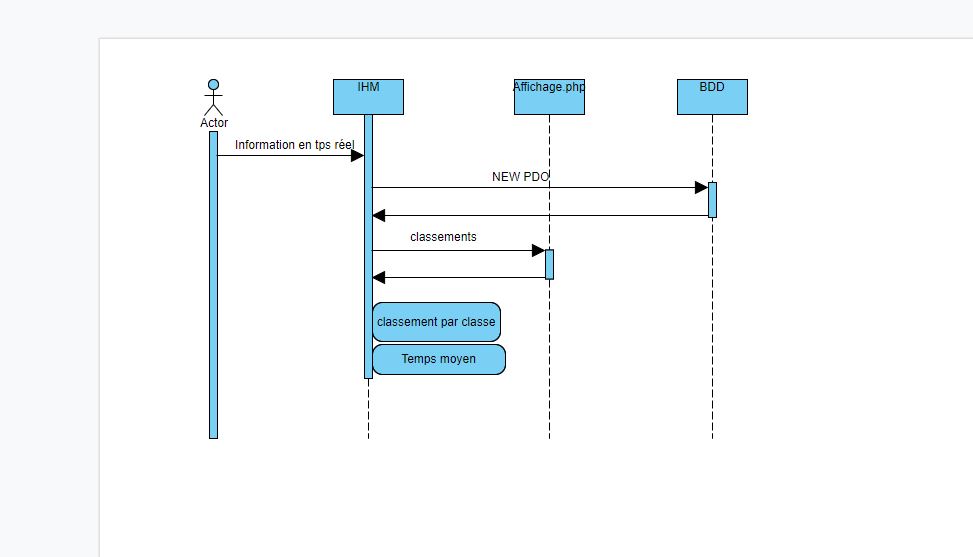 IHM
Affichage.php
BDD
Actor
Information en tps réel
NEW PDO
classements
classement par classe
Temps moyen